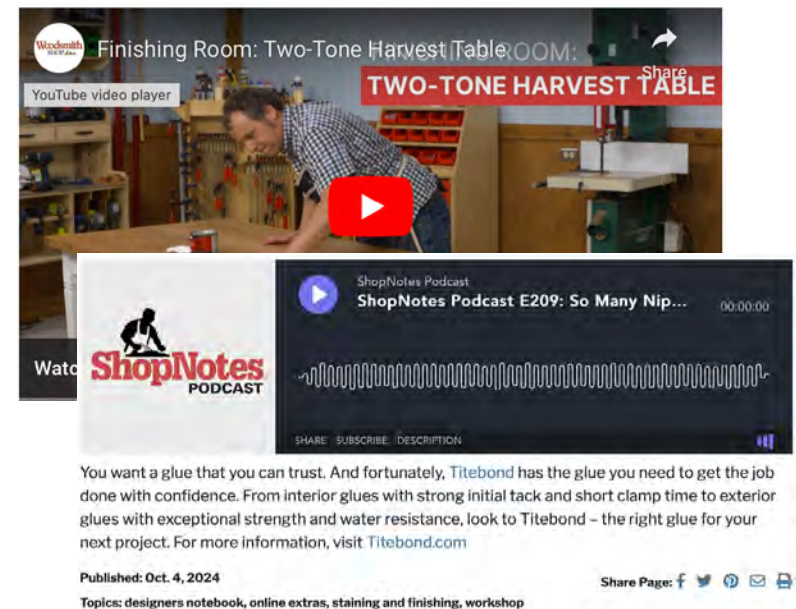 Woodsmith
SHOP
Finishing Room: Two-Tone Harvest Table
FINISHING ROOM:
TWO-TONE HARVEST TABLE
Share
YouTube video player
Watc
ShopNotes
PODCAST
ShopNotes Podcast
ShopNotes Podcast E209: So Many Nip...
00:00:00
SHARE SUBSCRIBE DESCRIPTION
You want a glue that you can trust. And fortunately, Titebond has the glue you need to get the job
done with confidence. From interior glues with strong initial tack and short clamp time to exterior
glues with exceptional strength and water resistance, look to Titebond – the right glue for your
next project. For more information, visit Titebond.com
Published: Oct. 4, 2024
Share Page:
Topics: designers notebook, online extras, staining and finishing, workshop